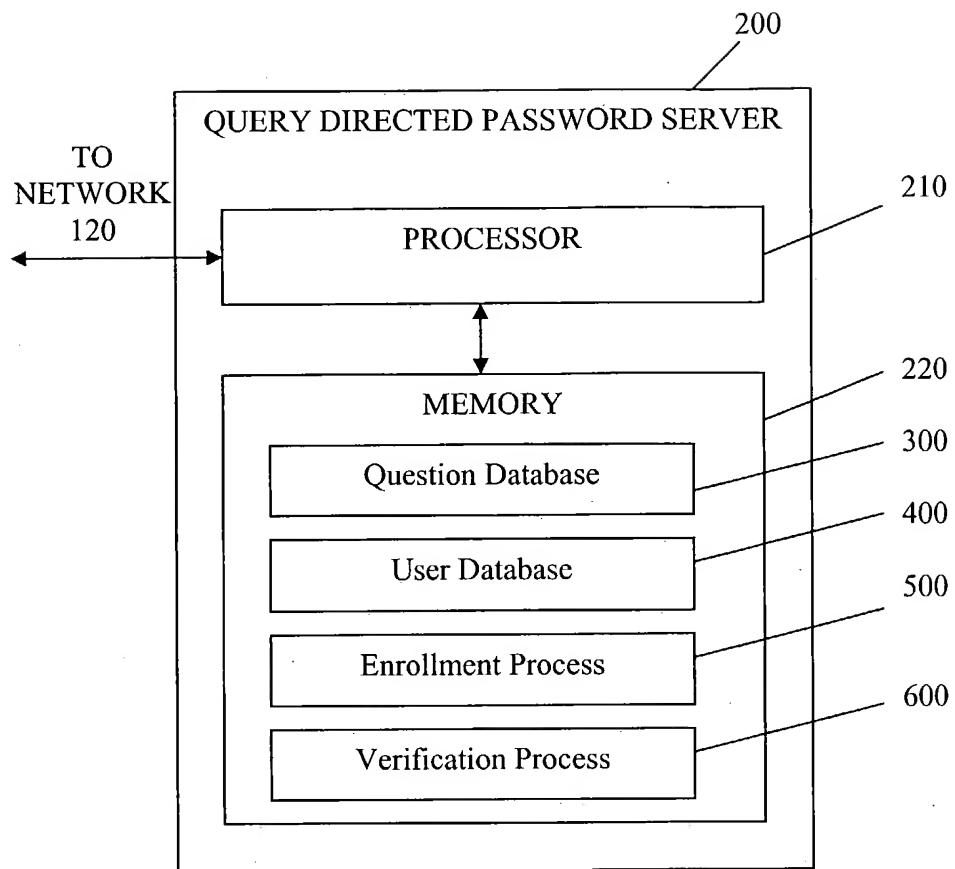 200
QUERY DIRECTED PASSWORD SERVER
TO
NETWORK
120
210
PROCESSOR
220
MEMORY
300
Question Database
400
User Database
500
Enrollment Process
600
Verification Process